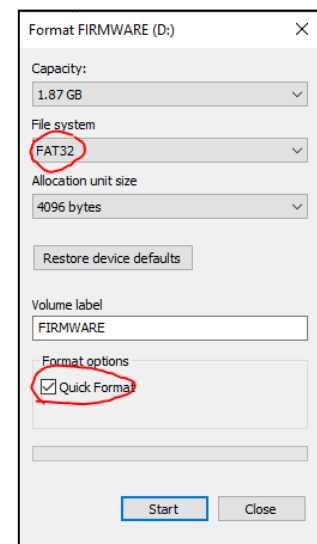 Format FIRMWARE (D:)
Capacity:
1.87 GB
File system
FAT32
Allocation unit size
4096 bytes
Restore device defaults
Volume label
FIRMWARE
Format options
Quick Format
Start Close